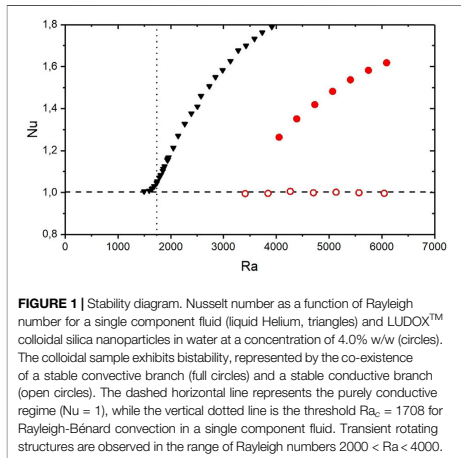 1,8
1,6
1,4
1,2
1,0
0,8
Nu
0 1000 2000 3000 4000 5000 6000 7000
Ra
FIGURE 1 | Stability diagram. Nusselt number as a function of Rayleigh
number for a single component fluid (liquid Helium, triangles) and LUDOX™
colloidal silica nanoparticles in water at a concentration of 4.0% w/w (circles).
The colloidal sample exhibits bistability, represented by the co-existence
of a stable convective branch (full circles) and a stable conductive branch
(open circles). The dashed horizontal line represents the purely conductive
regime (Nu = 1), while the vertical dotted line is the threshold Ra꜀ = 1708 for
Rayleigh-Bénard convection in a single component fluid. Transient rotating
structures are observed in the range of Rayleigh numbers 2000 < Ra < 4000.